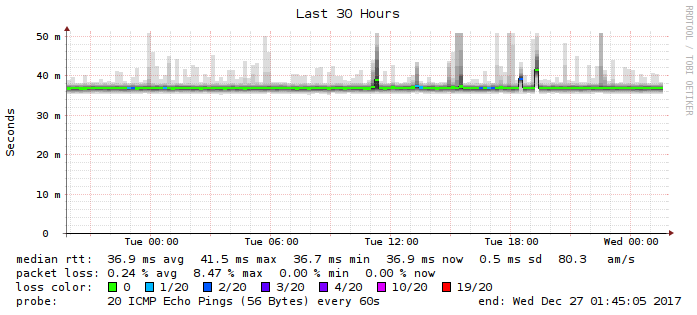 Last 30 Hours
RRDTOOL / TOBI OETIKER
Seconds
50 m
40 m
30 m
20 m
10 m
0
Tue 00:00 Tue 06:00 Tue 12:00 Tue 18:00 Wed 00:00
median rtt: 36.9 ms avg 41.5 ms max 36.7 ms min 36.9 ms now 0.5 ms sd 80.3 am/s
packet loss: 0.24 % avg 8.47 % max 0.00 % min 0.00 % now
loss color: 0 1/20 2/20 3/20 4/20 10/20 19/20
probe: 20 ICMP Echo Pings (56 Bytes) every 60s end: Wed Dec 27 01:45:05 2017